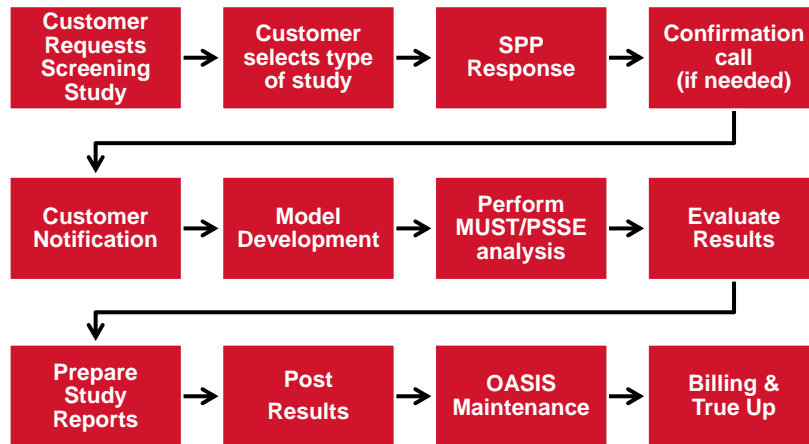 Customer
Requests
Screening
Study
Customer
selects type
of study
SPP
Response
Confirmation
call
(if needed)
Customer
Notification
Model
Development
Perform
MUST/PSSE
analysis
Evaluate
Results
Prepare
Study
Reports
Post
Results
OASIS
Maintenance
Billing &
True Up